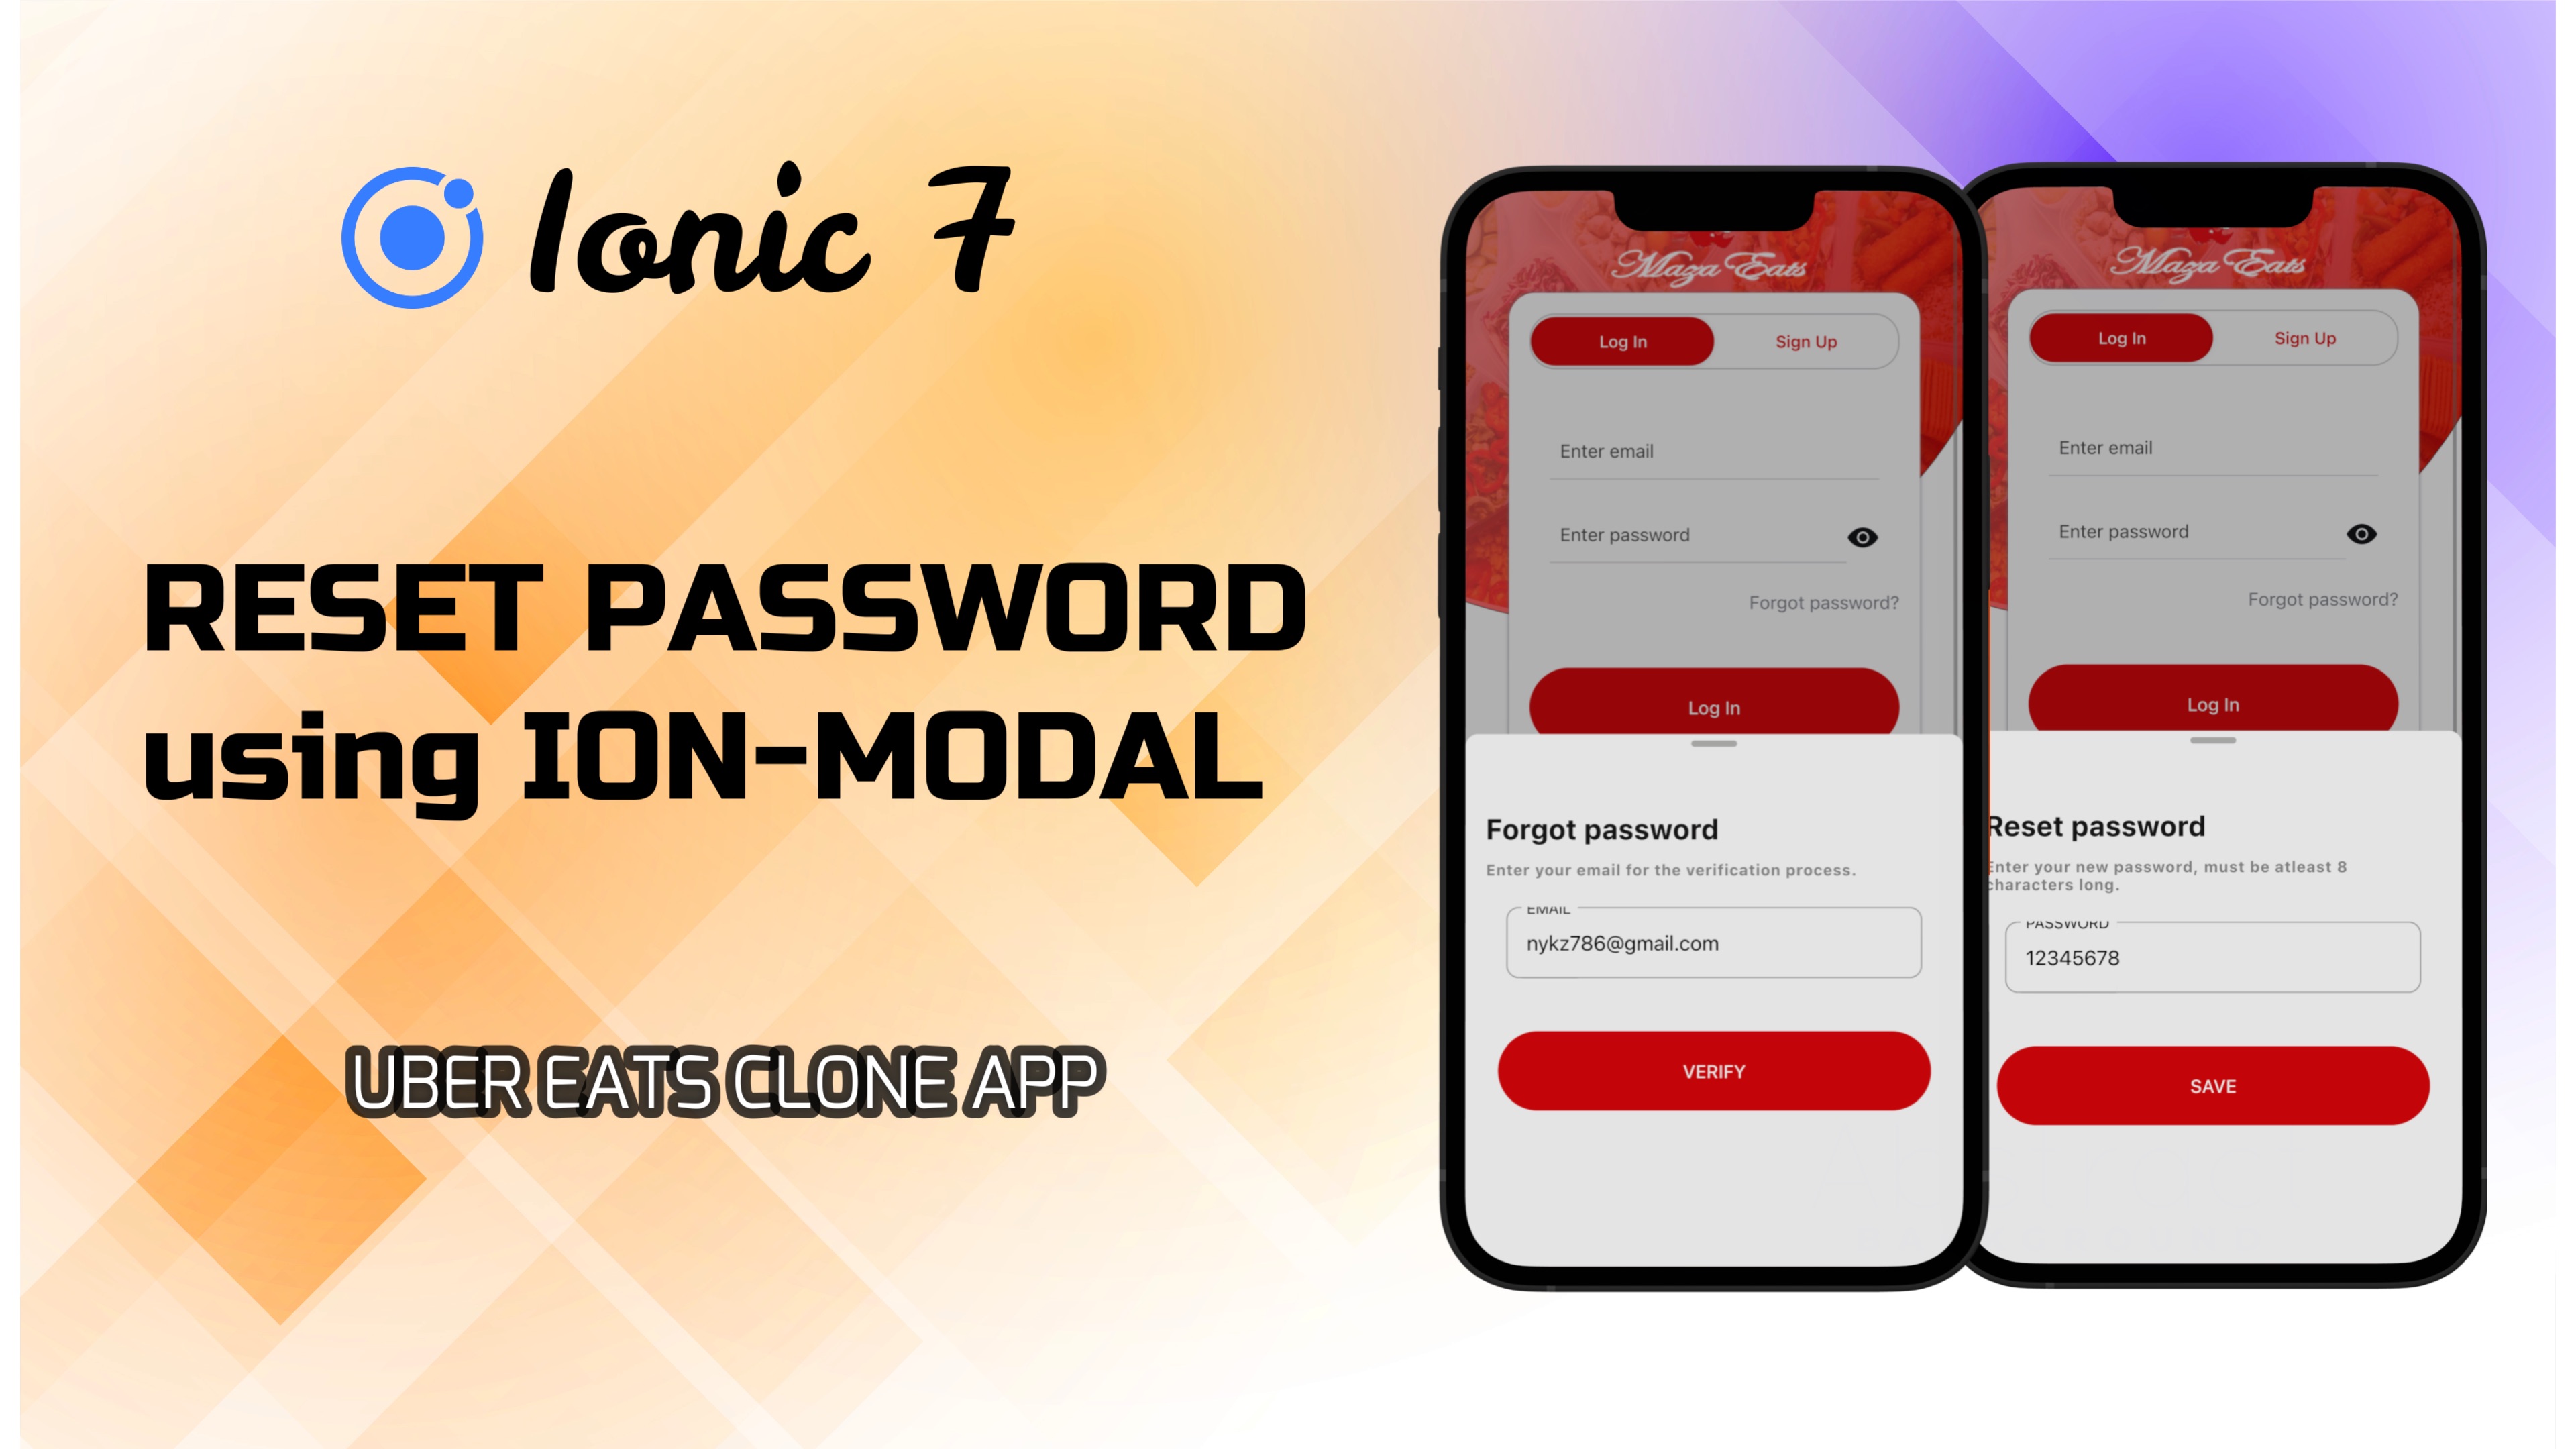 Ionic 7
RESET PASSWORD
using ION-MODAL
UBER EATS CLONE APP
Maza Eats
Log In
Sign Up
Enter email
Enter password
Forgot password?
Log In
Forgot password
Enter your email for the verification process.
EMAIL
nykz786@gmail.com
VERIFY
Maza Eats
Log In
Sign Up
Enter email
Enter password
Forgot password?
Log In
Reset password
Enter your new password, must be atleast 8
characters long.
PASSWORD
12345678
SAVE